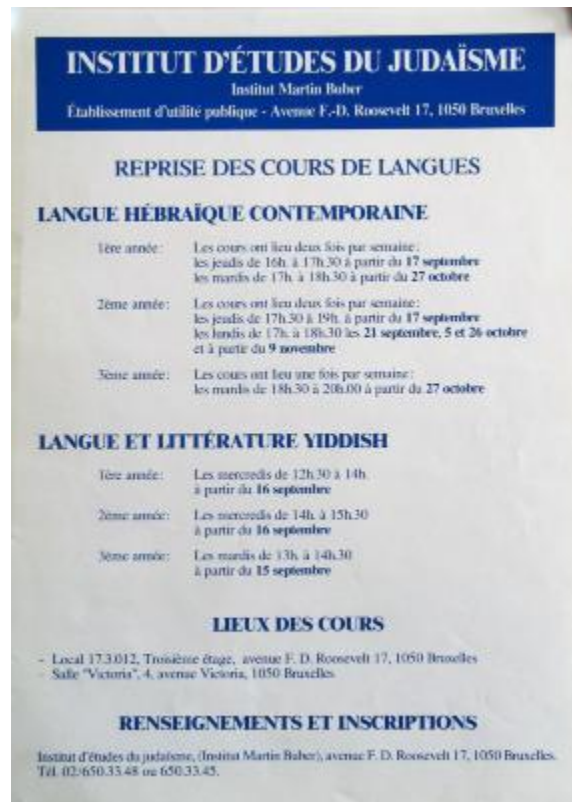 INSTITUT D'ÉTUDES DU JUDAÏSME
Institut Martin Buber
Établissement d'utilité publique - Avenue F.-D. Roosevelt 17, 1050 Bruxelles
REPRISE DES COURS DE LANGUES
LANGUE HÉBRAÏQUE CONTEMPORAINE
1ère année: Les cours ont lieu deux fois par semaine:
les jeudis de 16h. à 17h.30 à partir du 17 septembre
les mardis de 17h. à 18h.30 à partir du 27 octobre
2ème année: Les cours ont lieu deux fois par semaine:
les jeudis de 17h.30 à 19h. à partir du 17 septembre
les lundis de 17h. à 18h.30 les 21 septembre, 5 et 26 octobre
et à partir du 9 novembre
3ème année: Les cours ont lieu une fois par semaine:
les mardis de 18h.30 à 20h.00 à partir du 27 octobre
LANGUE ET LITTÉRATURE YIDDISH
1ère année: Les mercredis de 12h.30 à 14h.
à partir du 16 septembre
2ème année: Les mercredis de 14h. à 15h.30
à partir du 16 septembre
3ème année: Les mardis de 13h. à 14h.30
à partir du 15 septembre
LIEUX DES COURS
- Local 17.3.012, Troisième étage, avenue F. D. Roosevelt 17, 1050 Bruxelles
- Salle "Victoria", 4, avenue Victoria, 1050 Bruxelles
RENSEIGNEMENTS ET INSCRIPTIONS
Institut d'études du judaïsme, (Institut Martin Buber), avenue F. D. Roosevelt 17, 1050 Bruxelles.
Tél. 02/650.33.48 ou 650.33.45.